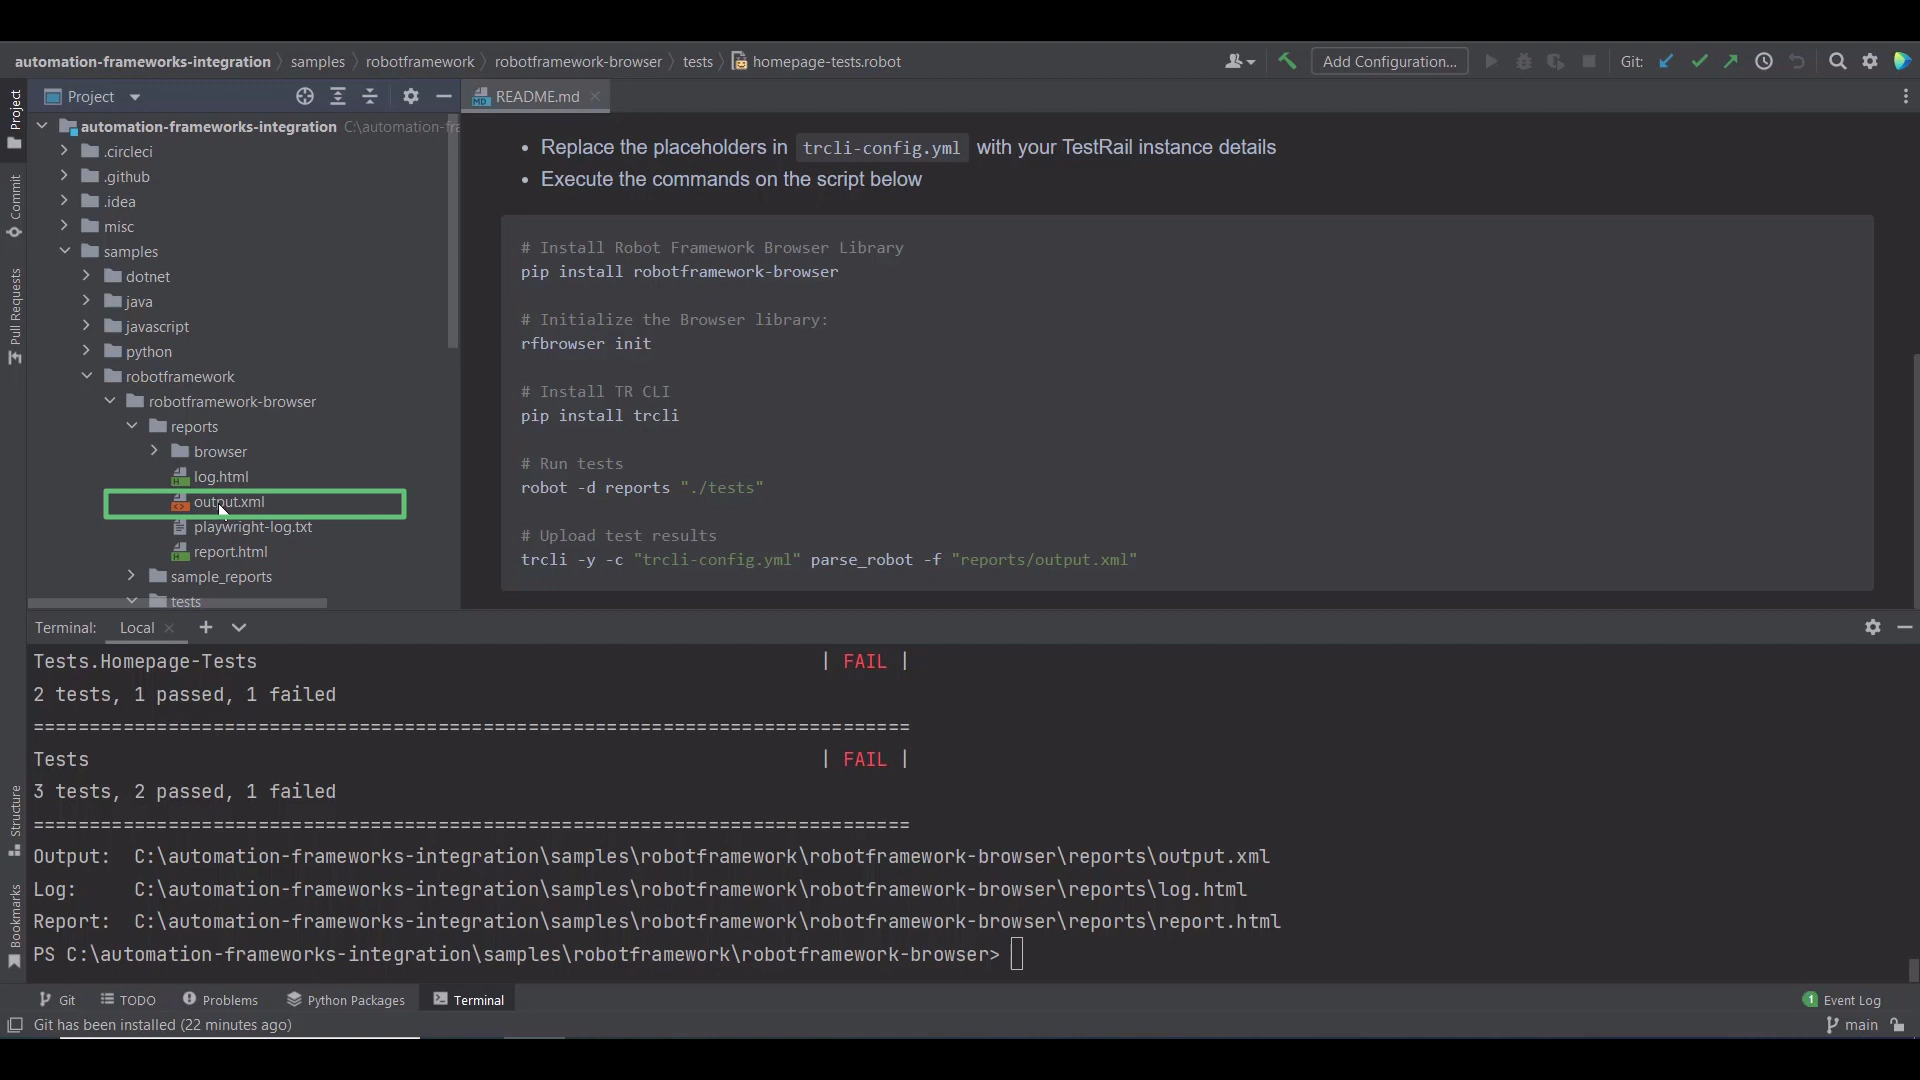 automation-frameworks-integration samples robotframework robotframework-browser tests homepage-tests.robot
Add Configuration...
Git:
Project
Project
Commit
Pull Requests
Structure
Bookmarks
automation-frameworks-integration C:\automation-fra
.circleci
.github
.idea
misc
samples
dotnet
java
javascript
python
robotframework
robotframework-browser
reports
browser
log.html
output.xml
playwright-log.txt
report.html
sample_reports
tests
README.md
• Replace the placeholders in trcli-config.yml with your TestRail instance details
• Execute the commands on the script below
# Install Robot Framework Browser Library
pip install robotframework-browser
# Initialize the Browser library:
rfbrowser init
# Install TR CLI
pip install trcli
# Run tests
robot -d reports "./tests"
# Upload test results
trcli -y -c "trcli-config.yml" parse_robot -f "reports/output.xml"
Terminal: Local
Tests.Homepage-Tests | FAIL |
2 tests, 1 passed, 1 failed
==============================================================================
Tests | FAIL |
3 tests, 2 passed, 1 failed
==============================================================================
Output: C:\automation-frameworks-integration\samples\robotframework\robotframework-browser\reports\output.xml
Log: C:\automation-frameworks-integration\samples\robotframework\robotframework-browser\reports\log.html
Report: C:\automation-frameworks-integration\samples\robotframework\robotframework-browser\reports\report.html
PS C:\automation-frameworks-integration\samples\robotframework\robotframework-browser>
Git TODO Problems Python Packages Terminal
1 Event Log
Git has been installed (22 minutes ago)
main